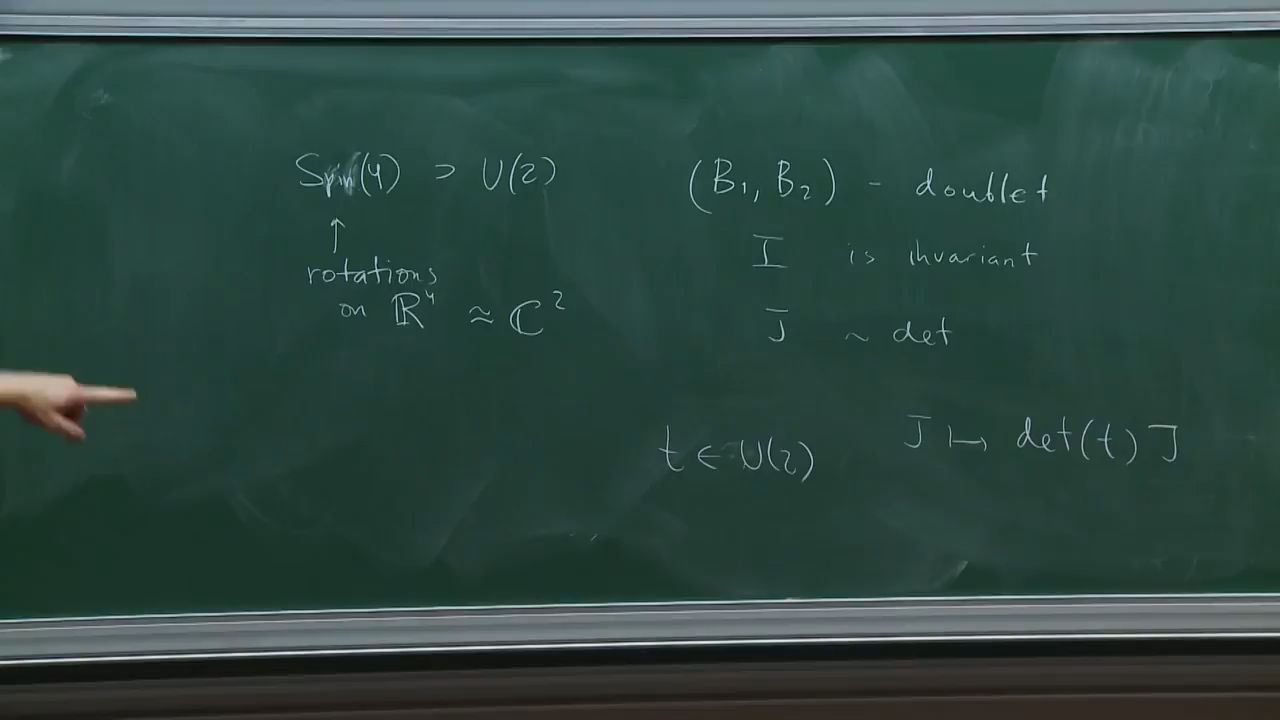 Spin(4) ⊃ U(2)
↑
rotations
on ℝ⁴ ≈ ℂ²
(B₁, B₂) - doublet
I is invariant
J ~ det
t ∈ U(2) J ↦ det(t) J